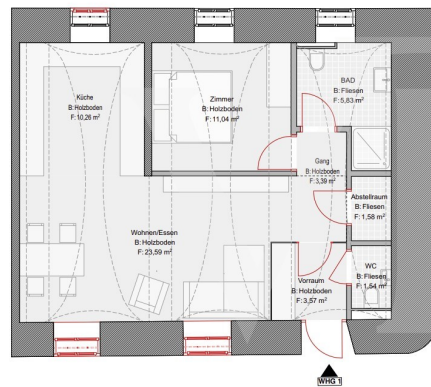 Küche
B: Holzboden
F: 10,26 m²
Zimmer
B: Holzboden
F: 11,04 m²
BAD
B: Fliesen
F: 5,83 m²
Gang
B: Holzboden
F: 3,39 m²
Abstellraum
B: Fliesen
F: 1,58 m²
Wohnen/Essen
B: Holzboden
F: 23,59 m²
WC
B: Fliesen
F: 1,54 m²
Vorraum
B: Holzboden
F: 3,57 m²
WHG 1